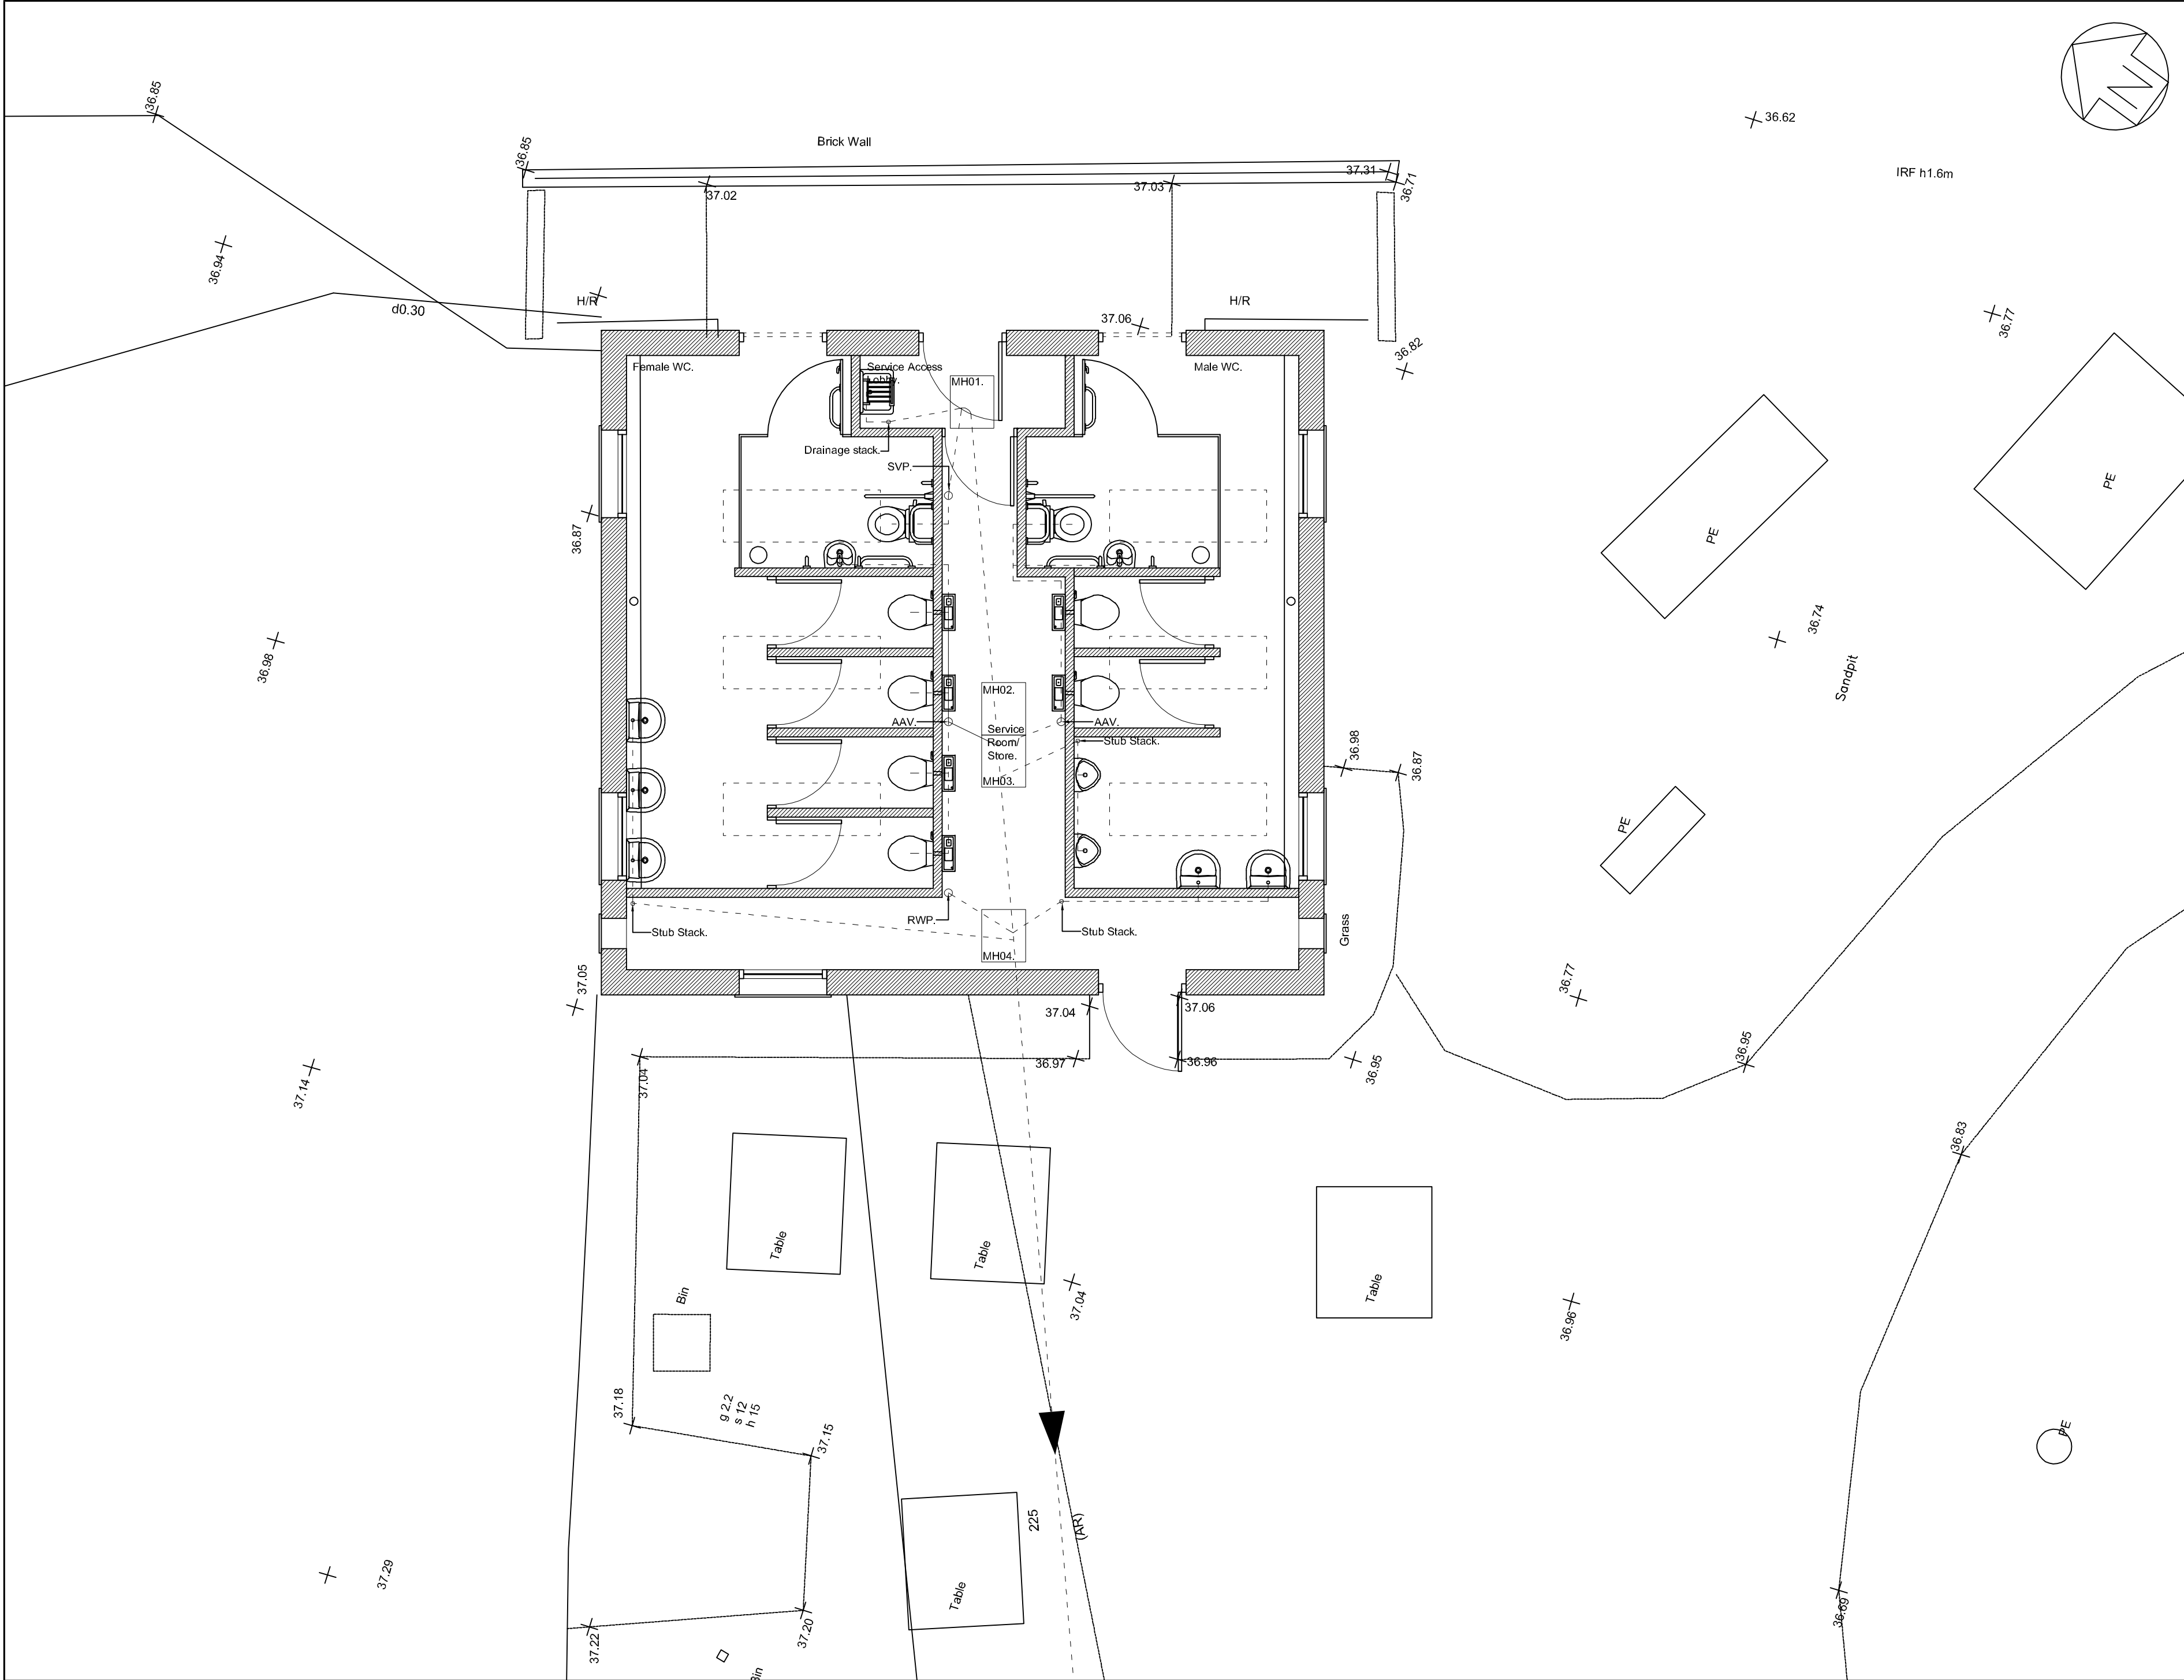 36.85
N
Brick Wall
36.62
36.85
37.31
IRF h1.6m
37.02
37.03
36.71
36.94
H/R
H/R
d0.30
37.06
36.77
36.82
Female WC.
Service Access
Lobby.
MH01.
Male WC.
Drainage stack.
SVP.
PE
PE
36.87
36.74
36.98
Sandpit
MH02.
AAV.
AAV.
Service
Room/
Store.
Stub Stack.
36.98
36.87
MH03.
PE
RWP.
Stub Stack.
Stub Stack.
Grass
MH04.
37.05
36.77
37.04
37.06
36.97
36.96
36.95
36.95
37.04
37.14
36.83
Table
Table
Table
Bin
37.04
36.96
37.18
g 2.2
s 12
h 15
37.15
PE
225
(AR)
37.29
Table
36.69
37.22
37.20
Bin